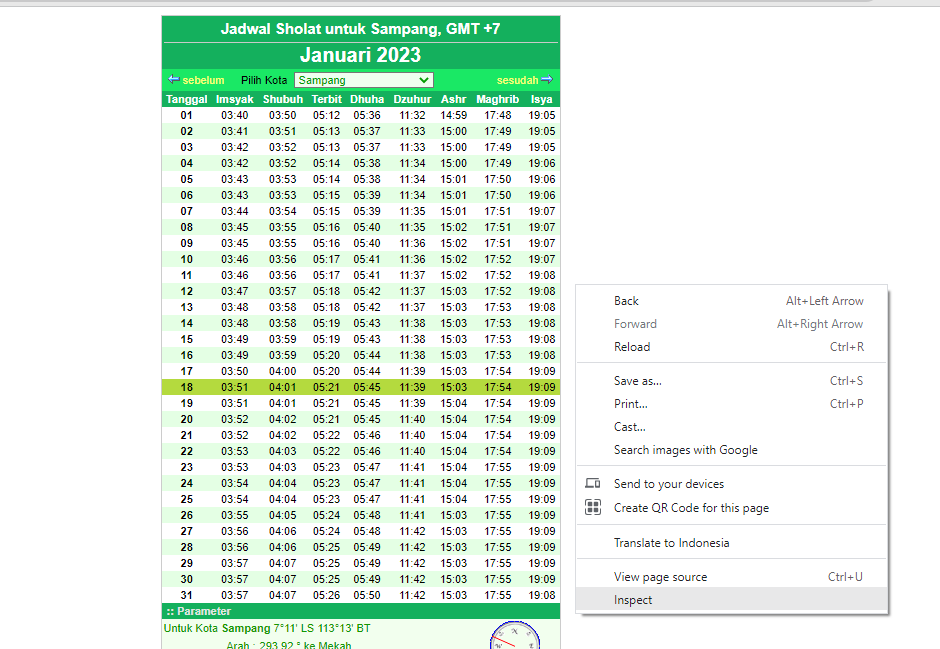 Jadwal Sholat untuk Sampang, GMT +7
Januari 2023
sebelum Pilih Kota Sampang sesudah
Tanggal Imsyak Shubuh Terbit Dhuha Dzuhur Ashr Maghrib Isya
01 03:40 03:50 05:12 05:36 11:32 14:59 17:48 19:05
02 03:41 03:51 05:13 05:37 11:33 15:00 17:49 19:05
03 03:42 03:52 05:13 05:37 11:33 15:00 17:49 19:05
04 03:42 03:52 05:14 05:38 11:34 15:00 17:49 19:06
05 03:43 03:53 05:14 05:38 11:34 15:01 17:50 19:06
06 03:43 03:53 05:15 05:39 11:34 15:01 17:50 19:06
07 03:44 03:54 05:15 05:39 11:35 15:01 17:51 19:07
08 03:45 03:55 05:16 05:40 11:35 15:02 17:51 19:07
09 03:45 03:55 05:16 05:40 11:36 15:02 17:51 19:07
10 03:46 03:56 05:17 05:41 11:36 15:02 17:52 19:07
11 03:46 03:56 05:17 05:41 11:37 15:02 17:52 19:08
12 03:47 03:57 05:18 05:42 11:37 15:03 17:52 19:08
13 03:48 03:58 05:18 05:42 11:37 15:03 17:53 19:08
14 03:48 03:58 05:19 05:43 11:38 15:03 17:53 19:08
15 03:49 03:59 05:19 05:43 11:38 15:03 17:53 19:08
16 03:49 03:59 05:20 05:44 11:38 15:03 17:53 19:08
17 03:50 04:00 05:20 05:44 11:39 15:03 17:54 19:09
18 03:51 04:01 05:21 05:45 11:39 15:03 17:54 19:09
19 03:51 04:01 05:21 05:45 11:39 15:04 17:54 19:09
20 03:52 04:02 05:21 05:45 11:40 15:04 17:54 19:09
21 03:52 04:02 05:22 05:46 11:40 15:04 17:54 19:09
22 03:53 04:03 05:22 05:46 11:40 15:04 17:54 19:09
23 03:53 04:03 05:23 05:47 11:41 15:04 17:55 19:09
24 03:54 04:04 05:23 05:47 11:41 15:04 17:55 19:09
25 03:54 04:04 05:23 05:47 11:41 15:04 17:55 19:09
26 03:55 04:05 05:24 05:48 11:41 15:03 17:55 19:09
27 03:56 04:06 05:24 05:48 11:42 15:03 17:55 19:09
28 03:56 04:06 05:25 05:49 11:42 15:03 17:55 19:09
29 03:57 04:07 05:25 05:49 11:42 15:03 17:55 19:09
30 03:57 04:07 05:25 05:49 11:42 15:03 17:55 19:09
31 03:57 04:07 05:26 05:50 11:42 15:03 17:55 19:08
:: Parameter
Untuk Kota Sampang 7°11' LS 113°13' BT
Arah : 293.92 ° ke Mekah
Back Alt+Left Arrow
Forward Alt+Right Arrow
Reload Ctrl+R
Save as... Ctrl+S
Print... Ctrl+P
Cast...
Search images with Google
Send to your devices
Create QR Code for this page
Translate to Indonesia
View page source Ctrl+U
Inspect